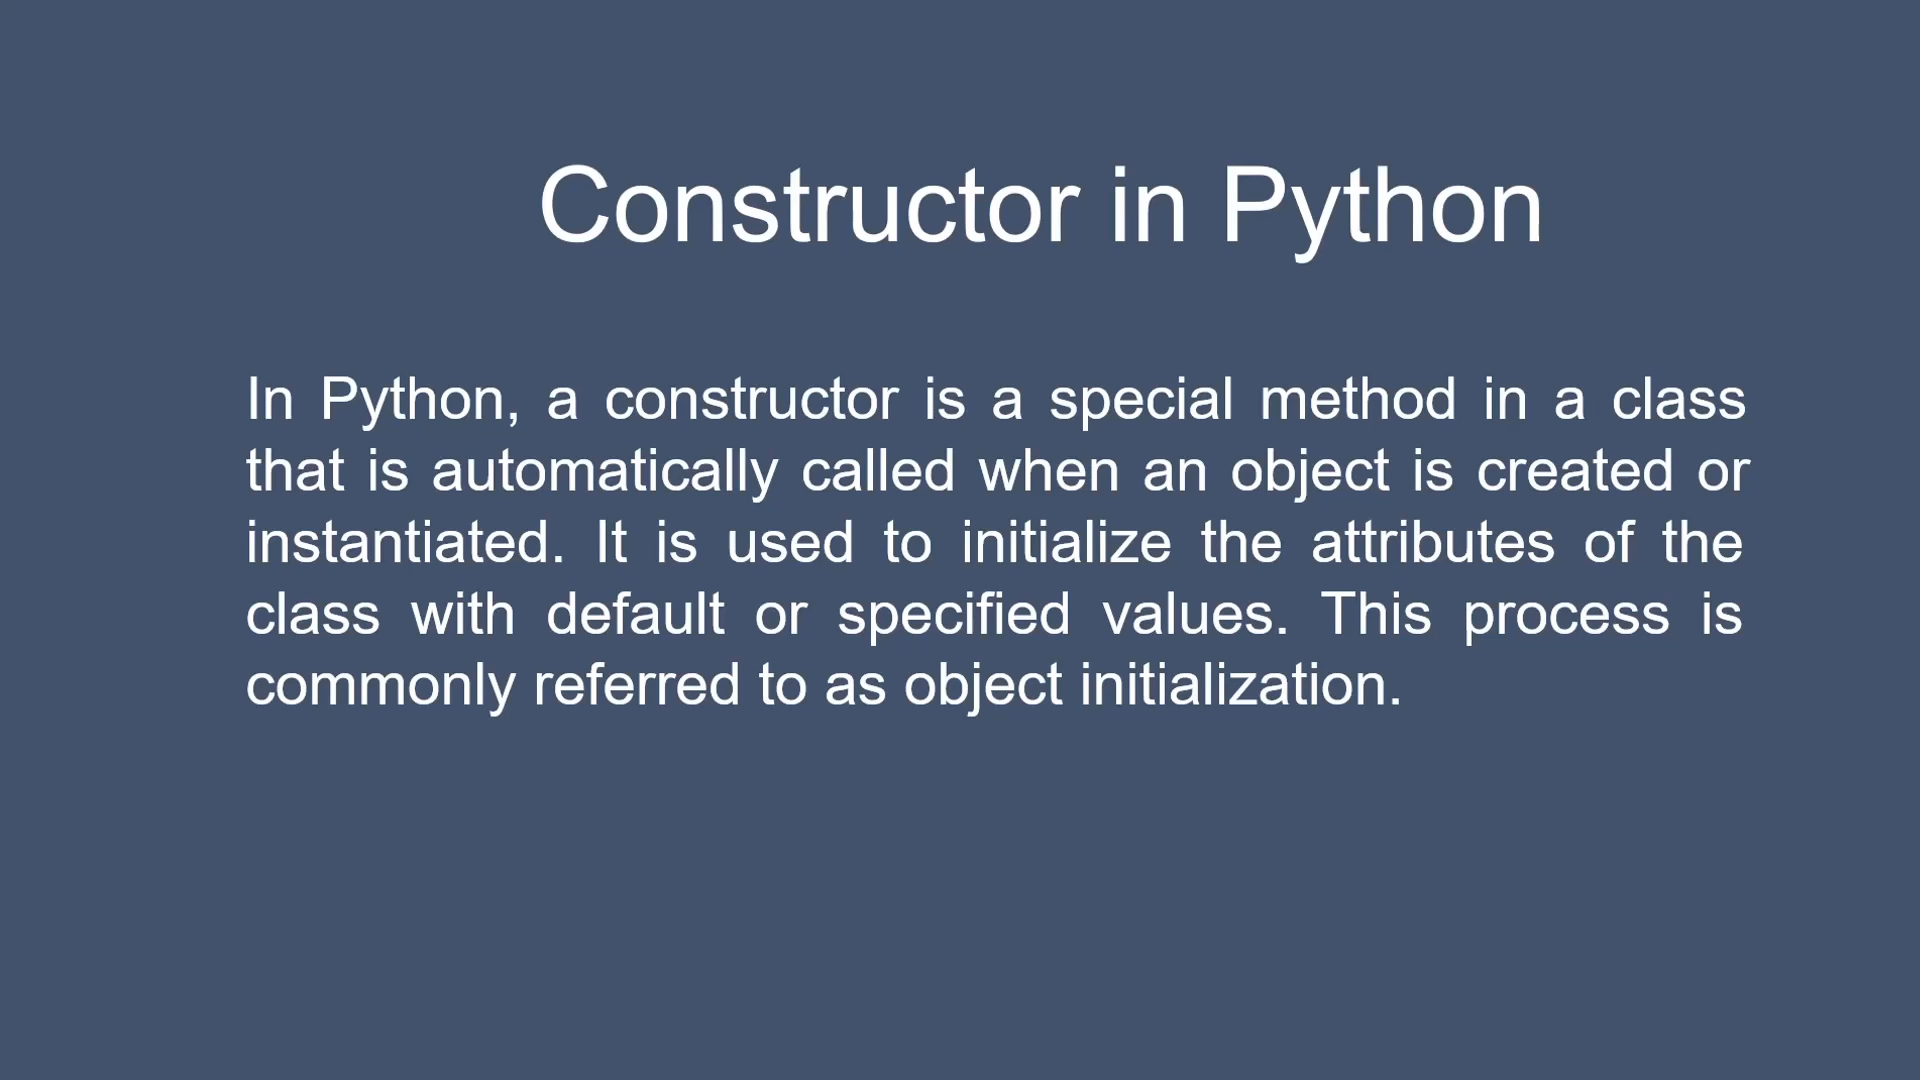 Constructor in Python
In Python, a constructor is a special method in a class
that is automatically called when an object is created or
instantiated. It is used to initialize the attributes of the
class with default or specified values. This process is
commonly referred to as object initialization.